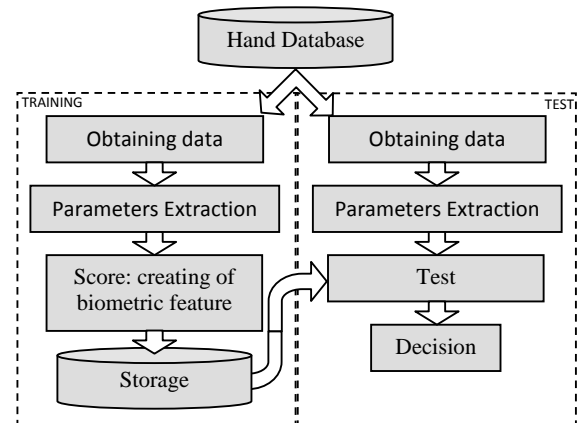 Hand Database
TRAINING
Obtaining data
Parameters Extraction
Score: creating of
biometric feature
Storage
TEST
Obtaining data
Parameters Extraction
Test
Decision